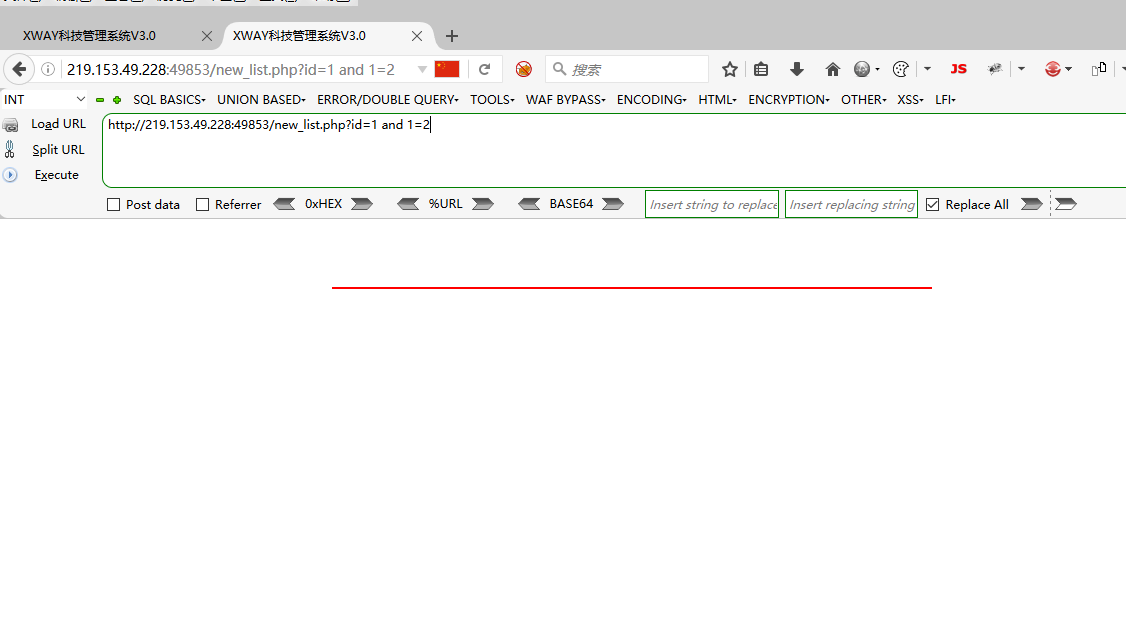 XWAY科技管理系统V3.0
XWAY科技管理系统V3.0
219.153.49.228:49853/new_list.php?id=1 and 1=2
搜索
JS
INT
SQL BASICS
UNION BASED
ERROR/DOUBLE QUERY
TOOLS
WAF BYPASS
ENCODING
HTML
ENCRYPTION
OTHER
XSS
LFI
Load URL
http://219.153.49.228:49853/new_list.php?id=1 and 1=2
Split URL
Execute
Post data
Referrer
0xHEX
%URL
BASE64
Insert string to replace
Insert replacing string
Replace All